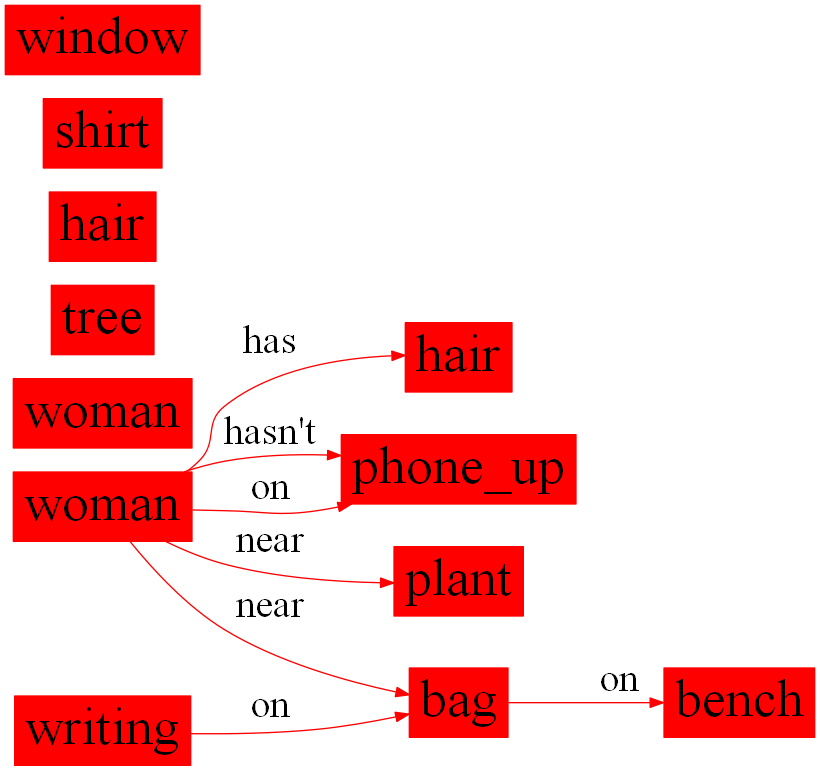 window
shirt
hair
tree
has
hair
woman
hasn't
phone_up
woman
on
near
plant
near
bag
on
bench
writing
on